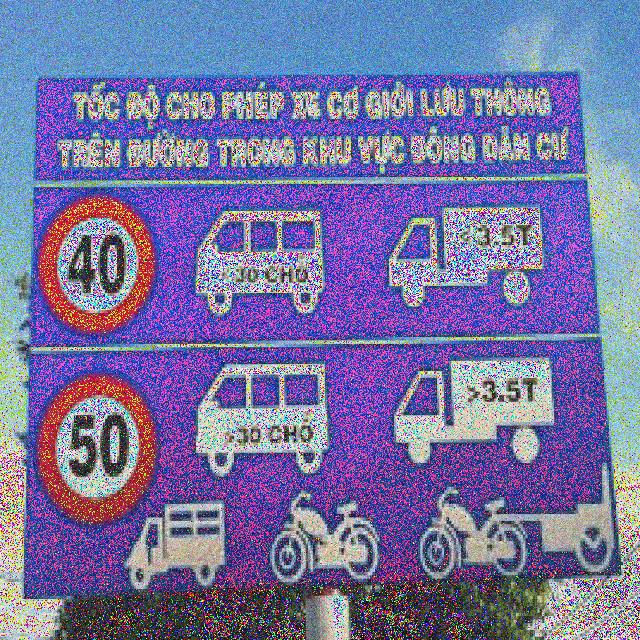 TỐC ĐỘ CHO PHÉP XE CƠ GIỚI LƯU THÔNG
TRÊN ĐƯỜNG TRONG KHU VỰC ĐÔNG DÂN CƯ
40
30 CHỖ
3.5T
50
>30 CHỖ
>3.5T